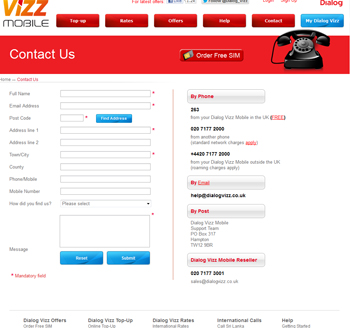 Vizz
MOBILE
For latest offers
Like
Follow @dialog_vizz
Sign Up
Dialog
Top-up
Rates
Offers
Help
Contact
My Dialog Vizz
Contact Us
Order Free SIM
Home » Contact Us
Full Name *
Email Address *
Post Code * Find Address
Address line 1 *
Address line 2
Town/City *
County
Phone/Mobile
Mobile Number
How did you find us? Please select
*
Message
Reset
Submit
* Mandatory field
By Phone
263
from your Dialog Vizz Mobile in the UK (FREE)
020 7177 2000
from another phone
(standard network charges apply)
+4420 7177 2000
from your Dialog Vizz Mobile outside the UK
(roaming charges apply)
By Email
help@dialogvizz.co.uk
By Post
Dialog Vizz Mobile
Support Team
PO Box 317
Hampton
TW12 9BR
Dialog Vizz Mobile Reseller
020 7177 3001
sales@dialogvizz.co.uk
Dialog Vizz Offers
Order Free SIM
Dialog Vizz Top-Up
Online Top-Up
Dialog Vizz Rates
International Rates
International Calls
Call Sri Lanka
Help
Getting Started